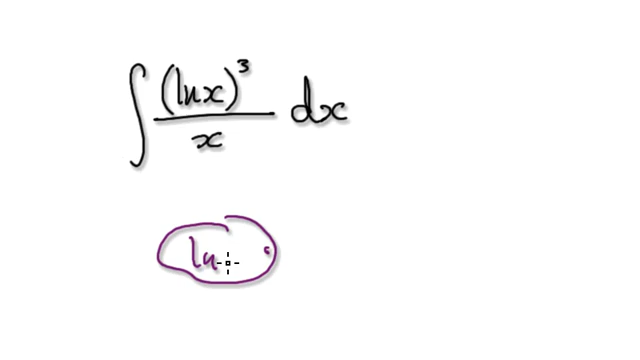 ∫ (ln x)³ / x dx
ln